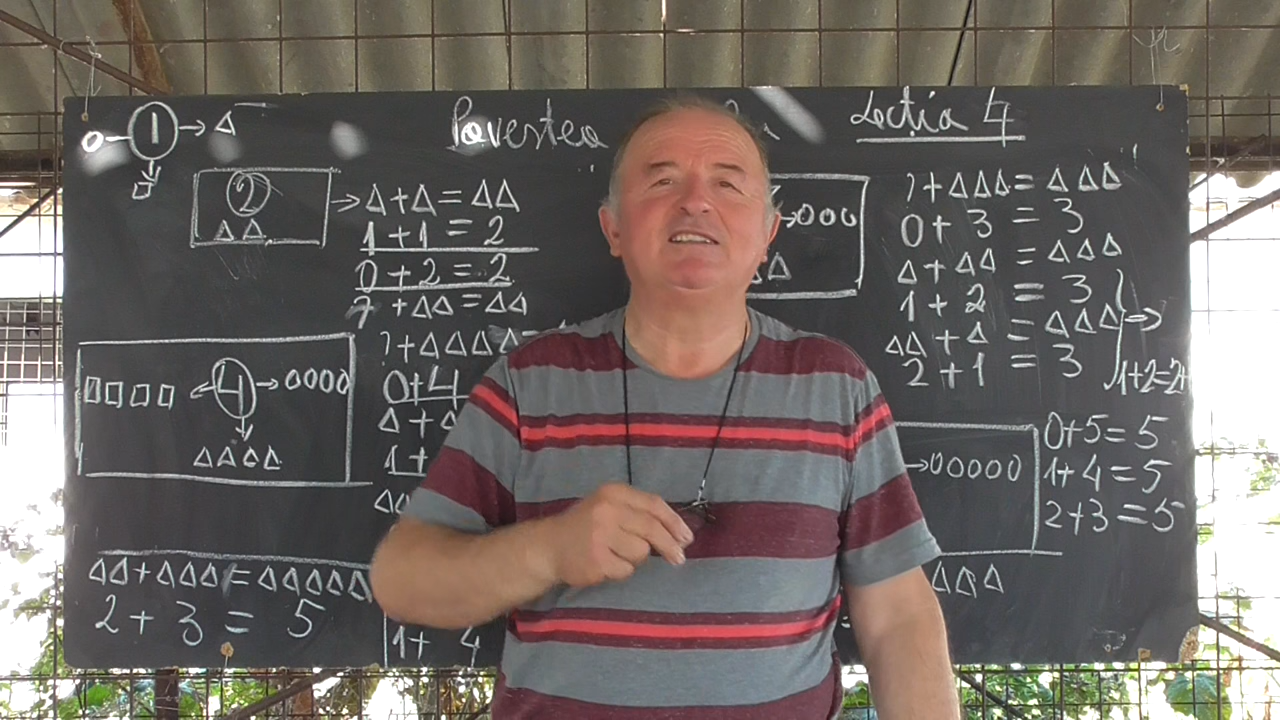 Povestea Lecția 4
0 1 → Δ
2
ΔΔ
→ Δ + Δ = ΔΔ
1 + 1 = 2
0 + 2 = 2
? + ΔΔ = ΔΔ
→ 000
? + ΔΔΔ = ΔΔΔ
0 + 3 = 3
Δ + ΔΔ = ΔΔΔ
1 + 2 = 3
ΔΔ + Δ = ΔΔΔ
2 + 1 = 3
□□□□ ← 4 → 0000
ΔΔΔΔ
? + ΔΔΔΔ =
0+4
Δ + Δ
1+
→ 00000
ΔΔΔ
0+5=5
1+4=5
2+3=5
ΔΔ+ΔΔΔ=ΔΔΔΔΔ
2 + 3 = 5
1+ 4